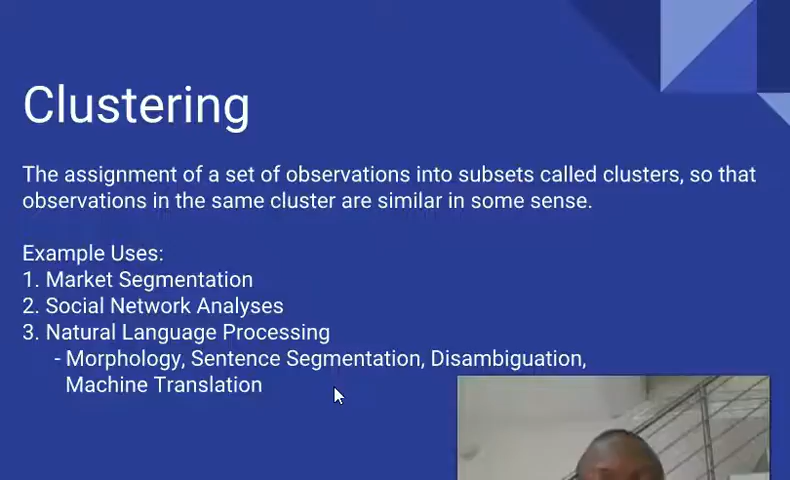 Clustering
The assignment of a set of observations into subsets called clusters, so that
observations in the same cluster are similar in some sense.
Example Uses:
1. Market Segmentation
2. Social Network Analyses
3. Natural Language Processing
- Morphology, Sentence Segmentation, Disambiguation,
Machine Translation